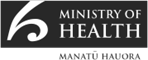 MINISTRY OF
HEALTH
MANATŪ HAUORA